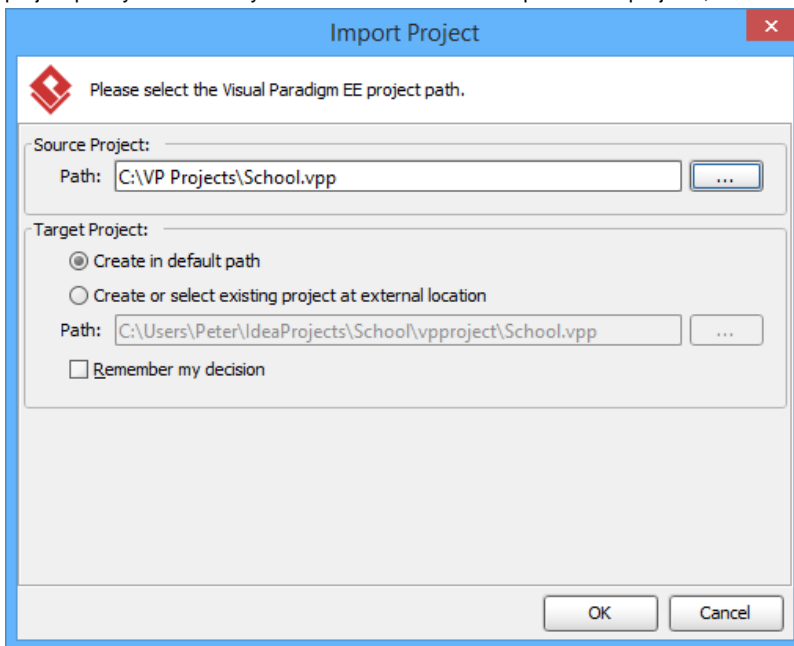 Import Project
Please select the Visual Paradigm EE project path.
Source Project:
Path: C:\VP Projects\School.vpp ...
Target Project:
Create in default path
Create or select existing project at external location
Path: C:\Users\Peter\IdeaProjects\School\vpproject\School.vpp ...
Remember my decision
OK Cancel